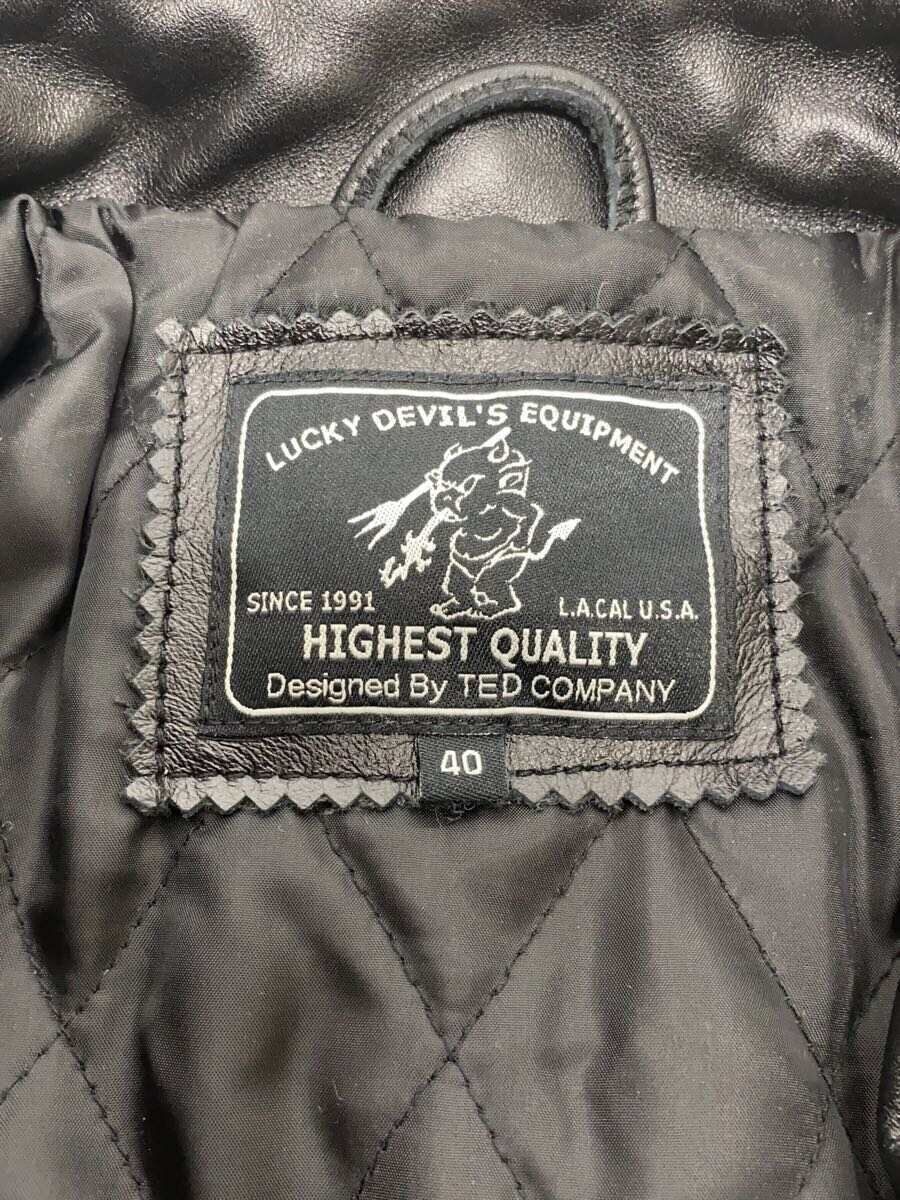 LUCKY DEVIL'S EQUIPMENT
SINCE 1991
L.A.CAL U.S.A.
HIGHEST QUALITY
Designed By TED COMPANY
40